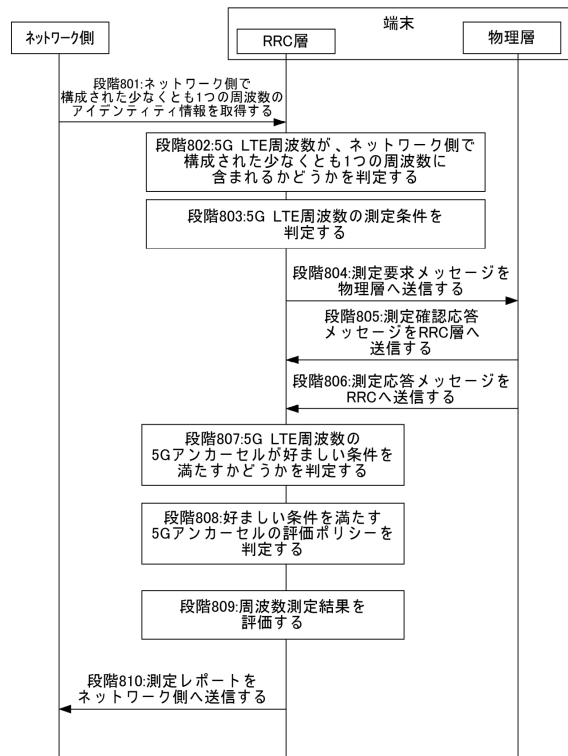 端末
ネットワーク側
RRC層
物理層
段階801:ネットワーク側で
構成された少なくとも1つの周波数の
アイデンティティ情報を取得する
段階802:5G LTE周波数が、ネットワーク側で
構成された少なくとも1つの周波数に
含まれるかどうかを判定する
段階803:5G LTE周波数の測定条件を
判定する
段階804:測定要求メッセージを
物理層へ送信する
段階805:測定確認応答
メッセージをRRC層へ
送信する
段階806:測定応答メッセージを
RRCへ送信する
段階807:5G LTE周波数の
5Gアンカーセルが好ましい条件を
満たすかどうかを判定する
段階808:好ましい条件を満たす
5Gアンカーセルの評価ポリシーを
判定する
段階809:周波数測定結果を
評価する
段階810:測定レポートを
ネットワーク側へ送信する